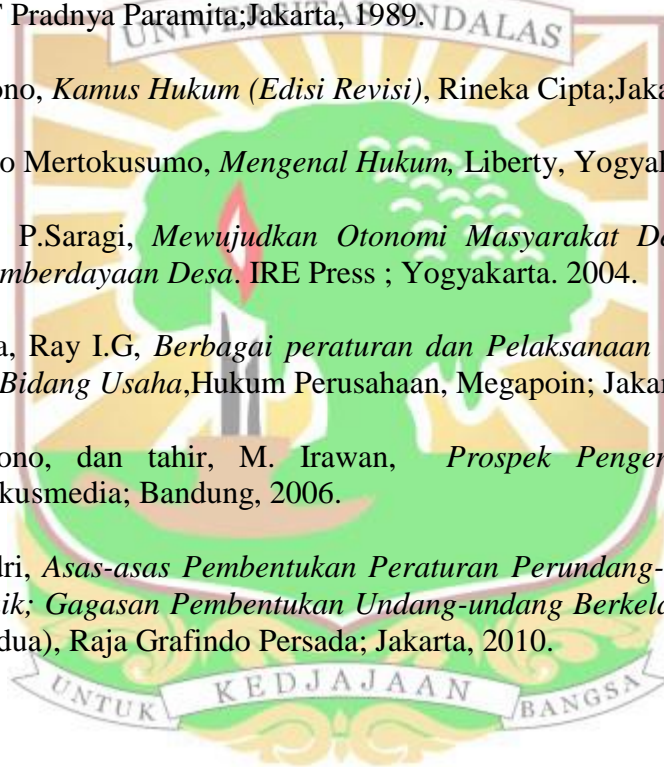 Pradnya Paramita;Jakarta, 1989.
UNIVERSITAS ANDALAS
ono, Kamus Hukum (Edisi Revisi), Rineka Cipta;Jaka
o Mertokusumo, Mengenal Hukum, Liberty, Yogyal
P.Saragi, Mewujudkan Otonomi Masyarakat De
mberdayaan Desa. IRE Press ; Yogyakarta. 2004.
a, Ray I.G, Berbagai peraturan dan Pelaksanaan
Bidang Usaha,Hukum Perusahaan, Megapoin; Jakar
ono, dan tahir, M. Irawan, Prospek Pengen
kusmedia; Bandung, 2006.
dri, Asas-asas Pembentukan Peraturan Perundang-
ik; Gagasan Pembentukan Undang-undang Berkela
dua), Raja Grafindo Persada; Jakarta, 2010.
UNTUK KEDJAJAAN BANGSA